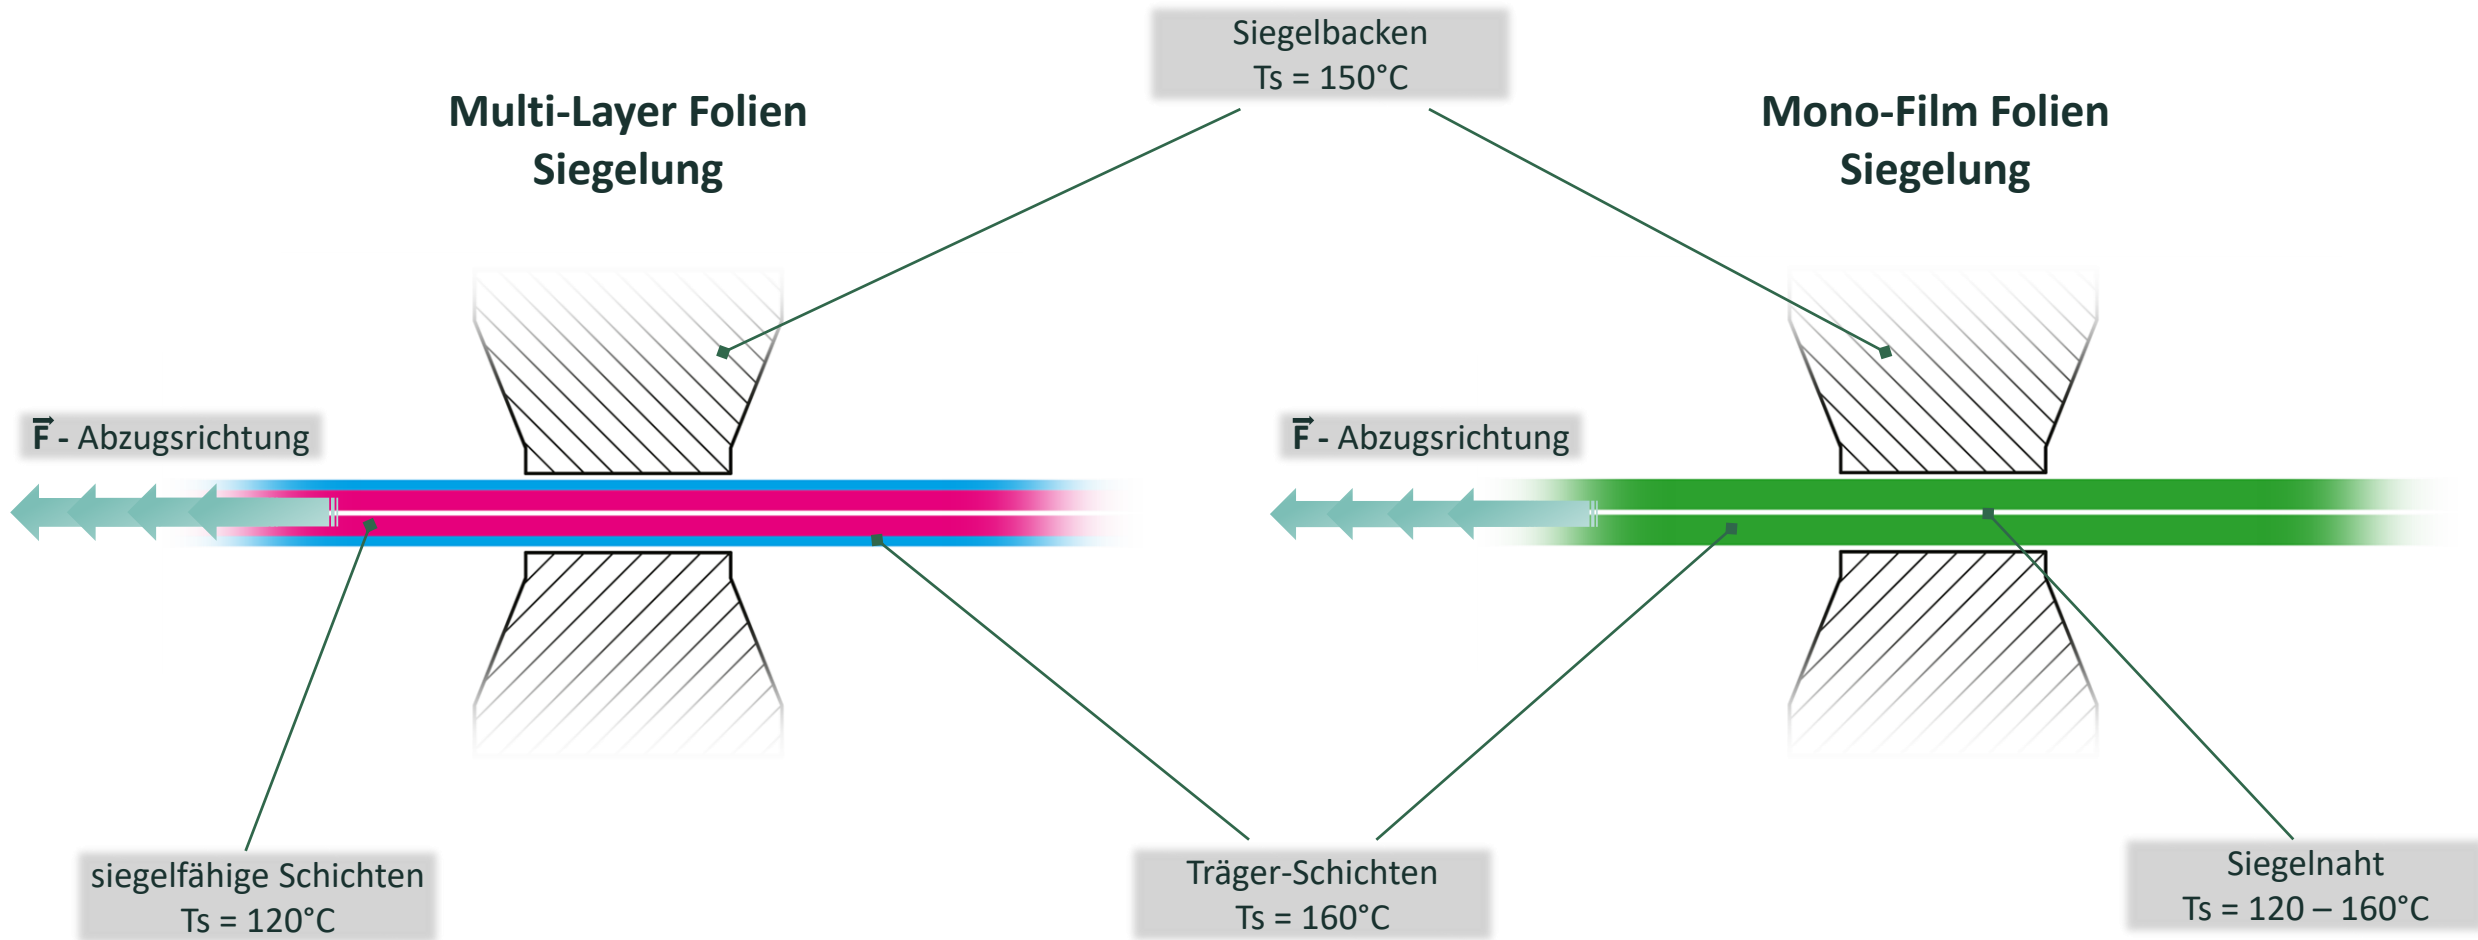 Siegelbacken
Ts = 150°C
Multi-Layer Folien
Siegelung
Mono-Film Folien
Siegelung
F⃗ - Abzugsrichtung
F⃗ - Abzugsrichtung
siegelfähige Schichten
Ts = 120°C
Träger-Schichten
Ts = 160°C
Siegelnaht
Ts = 120 – 160°C